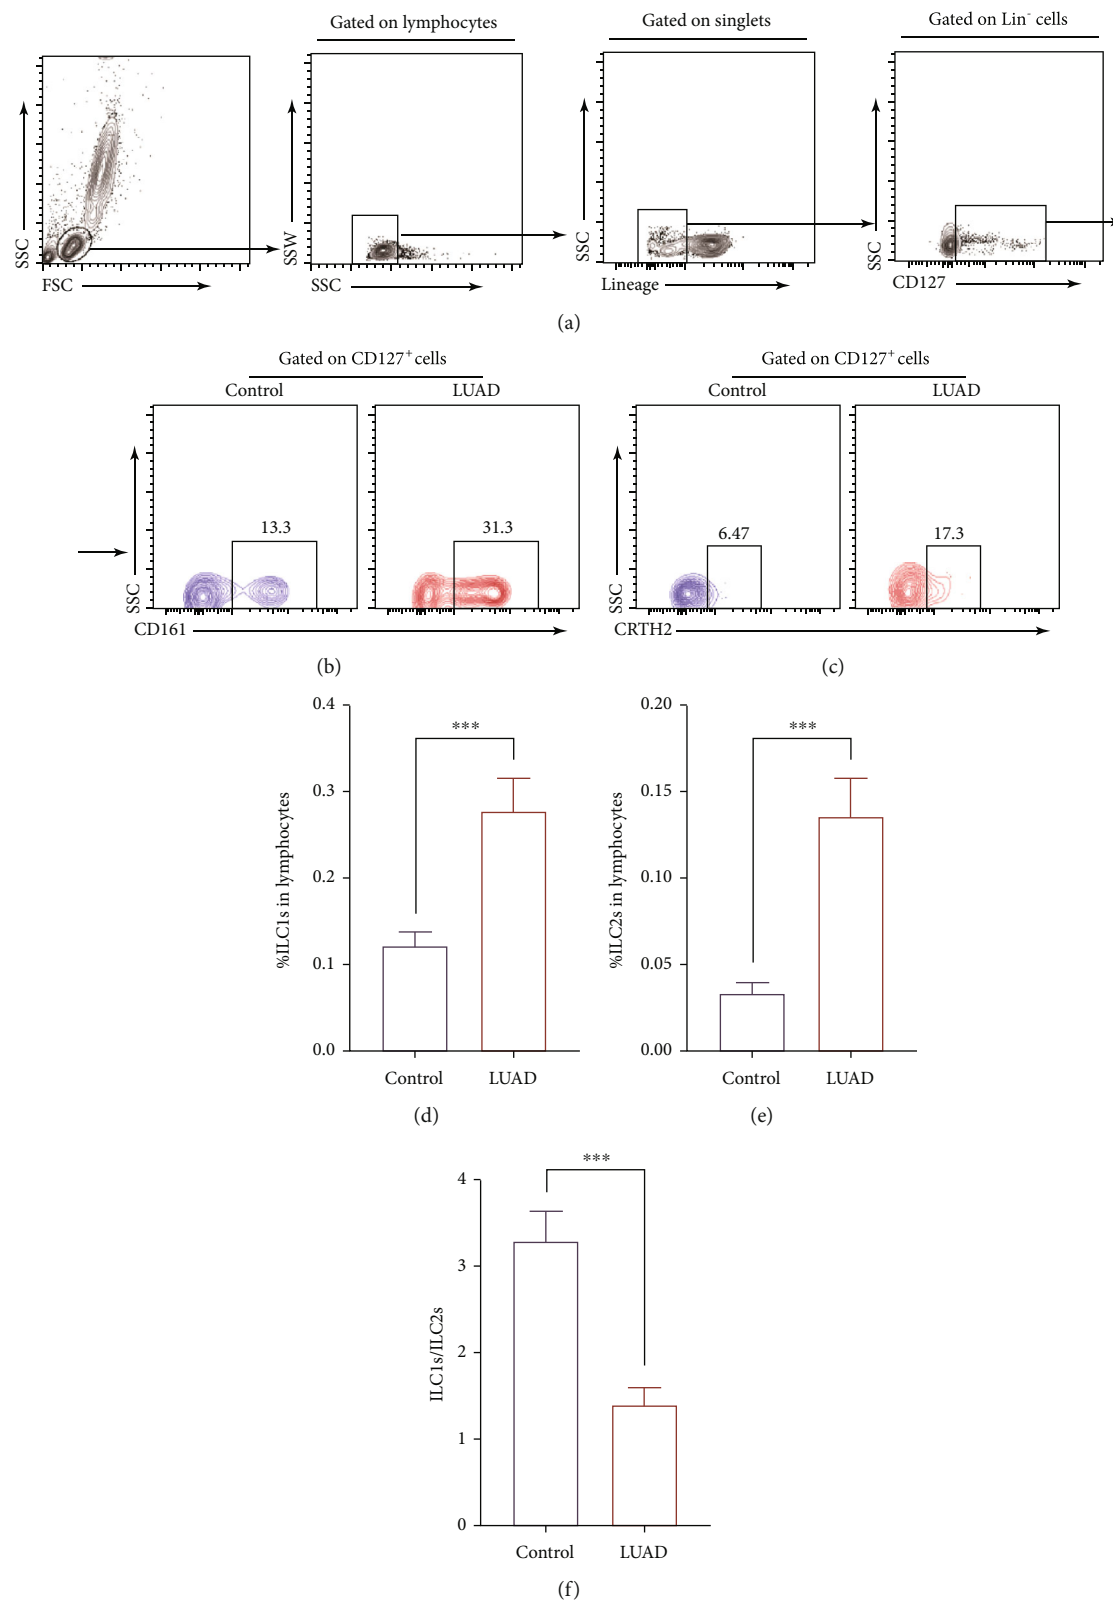 Gated on lymphocytes
Gated on singlets
Gated on Lin⁻ cells
SSC
FSC
SSW
SSC
SSC
Lineage
SSC
CD127
(a)
Gated on CD127⁺ cells
Control
LUAD
13.3
31.3
SSC
CD161
(b)
Gated on CD127⁺ cells
Control
LUAD
6.47
17.3
SSC
CRTH2
(c)
0.4
0.3
0.2
0.1
0.0
%ILC1s in lymphocytes
***
Control
LUAD
(d)
0.20
0.15
0.10
0.05
0.00
%ILC2s in lymphocytes
***
Control
LUAD
(e)
4
3
2
1
0
ILC1s/ILC2s
***
Control
LUAD
(f)